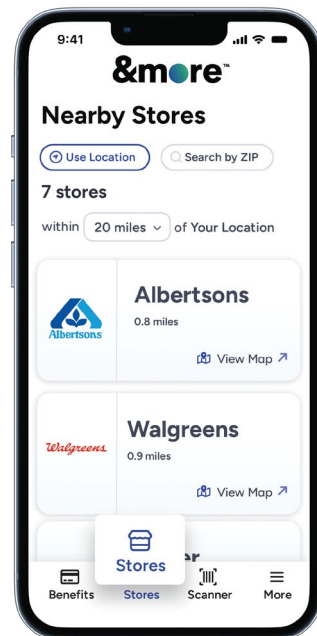 9:41
&more™
Nearby Stores
Use Location
Search by ZIP
7 stores
within 20 miles of Your Location
Albertsons
Albertsons
0.8 miles
View Map
Walgreens
Walgreens
0.9 miles
View Map
Stores
Benefits Stores Scanner More